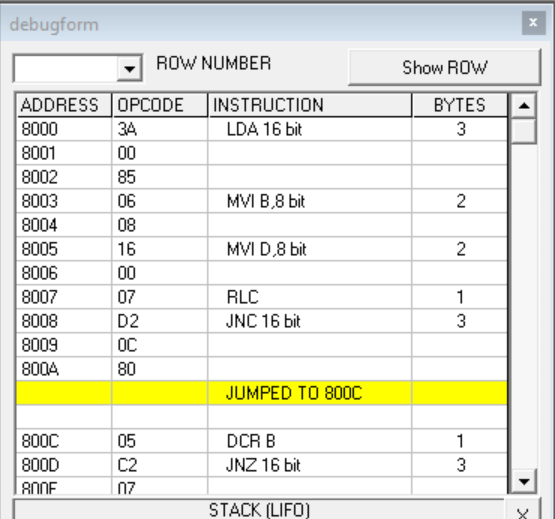 debugform x
ROW NUMBER Show ROW
ADDRESS OPCODE INSTRUCTION BYTES
8000 3A LDA 16 bit 3
8001 00
8002 85
8003 06 MVI B,8 bit 2
8004 08
8005 16 MVI D,8 bit 2
8006 00
8007 07 RLC 1
8008 D2 JNC 16 bit 3
8009 0C
800A 80
JUMPED TO 800C
800C 05 DCR B 1
800D C2 JNZ 16 bit 3
800E 07
STACK (LIFO) X